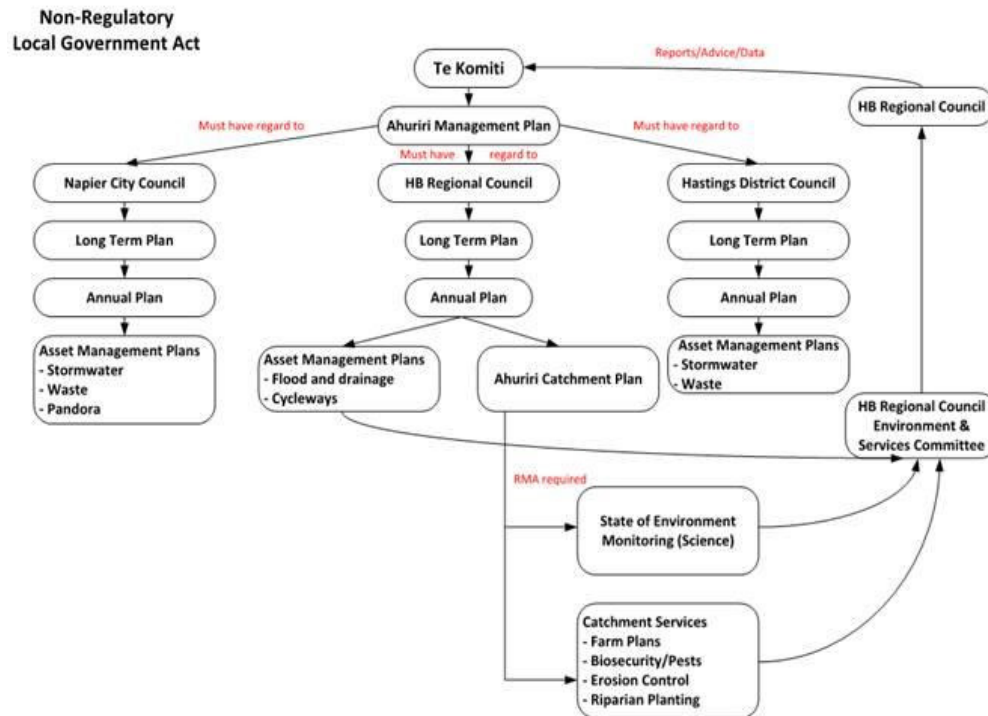 Non-Regulatory
Local Government Act
Reports/Advice/Data
Te Komiti
HB Regional Council
Ahuriri Management Plan
Must have regard to
Must have regard to
Must have regard to
Napier City Council
HB Regional Council
Hastings District Council
Long Term Plan
Long Term Plan
Long Term Plan
Annual Plan
Annual Plan
Annual Plan
Asset Management Plans
- Stormwater
- Waste
- Pandora
Asset Management Plans
- Flood and drainage
- Cycleways
Ahuriri Catchment Plan
Asset Management Plans
- Stormwater
- Waste
HB Regional Council
Environment &
Services Committee
RMA required
State of Environment
Monitoring (Science)
Catchment Services
- Farm Plans
- Biosecurity/Pests
- Erosion Control
- Riparian Planting